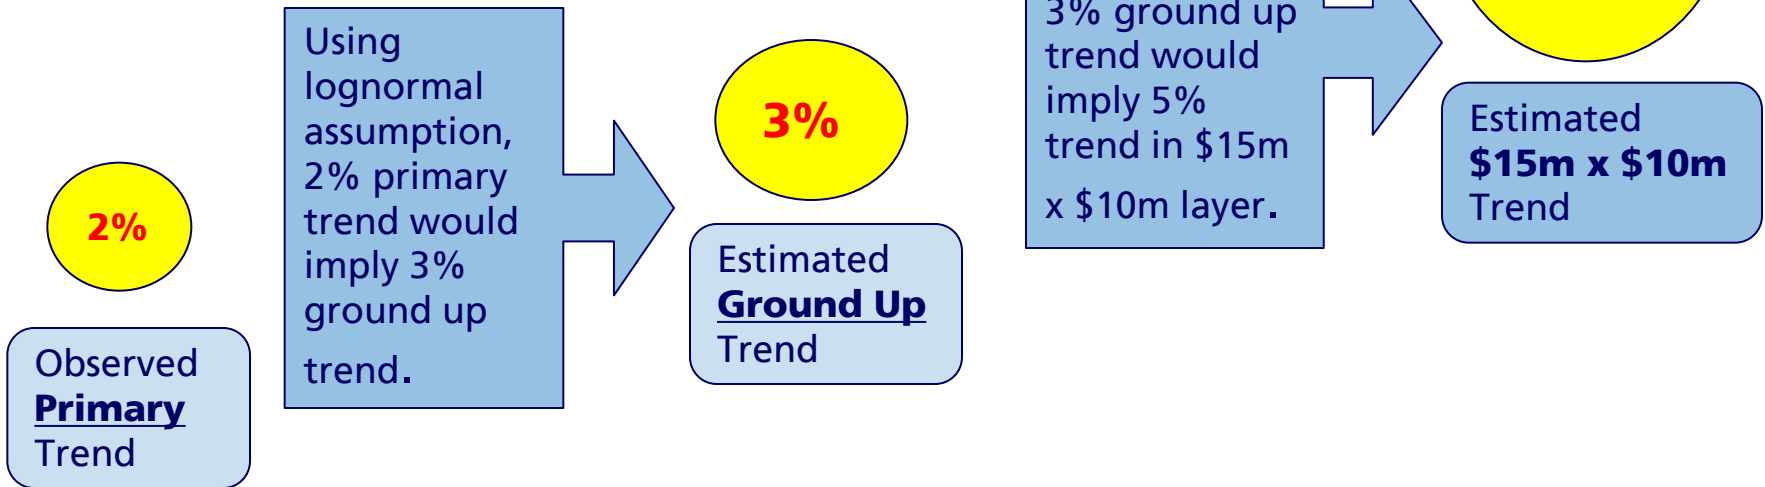 2%
Observed
Primary
Trend
Using
lognormal
assumption,
2% primary
trend would
imply 3%
ground up
trend.
3%
Estimated
Ground Up
Trend
3% ground up
trend would
imply 5%
trend in $15m
x $10m layer.
Estimated
$15m x $10m
Trend